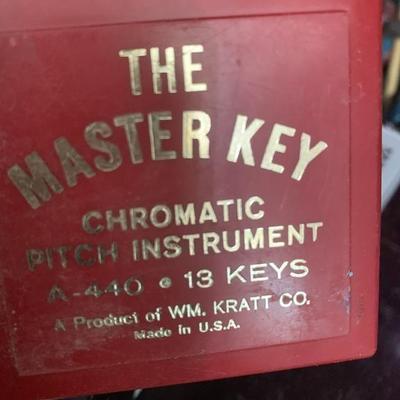 THE
MASTER KEY
CHROMATIC
PITCH INSTRUMENT
A-440 • 13 KEYS
A Product of WM. KRATT CO.
Made in U.S.A.